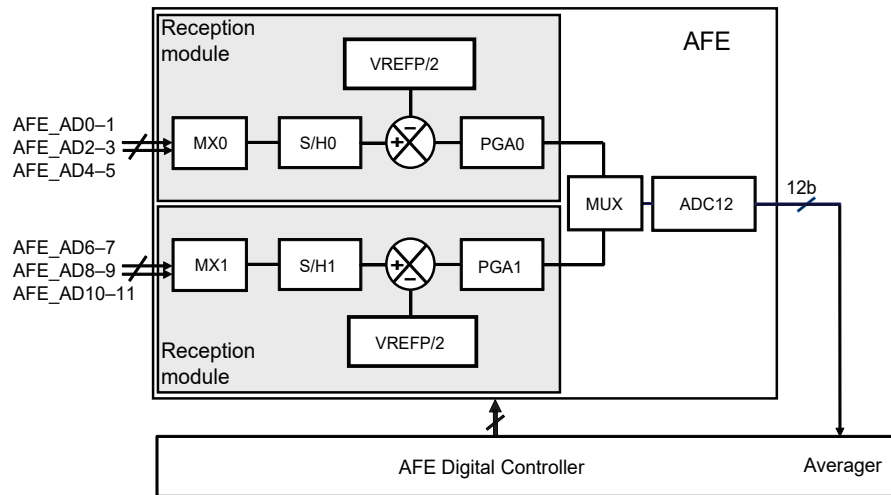 Reception
module
AFE
VREFP/2
AFE_AD0–1
AFE_AD2–3
AFE_AD4–5
MX0
S/H0
+
−
PGA0
MUX
ADC12
12b
AFE_AD6–7
AFE_AD8–9
AFE_AD10–11
MX1
S/H1
+
−
PGA1
VREFP/2
Reception
module
AFE Digital Controller
Averager